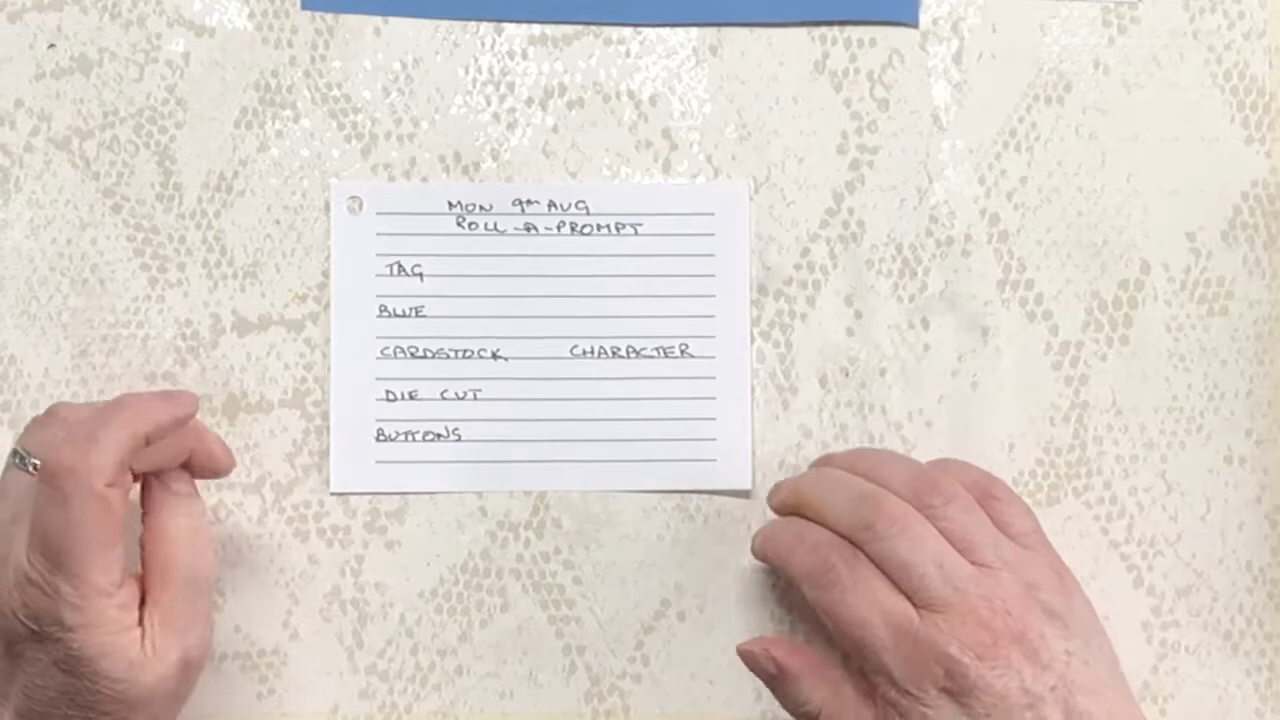 MON 9TH AUG
ROLL-A-PROMPT
TAG
BLUE
CARDSTOCK CHARACTER
DIE CUT
BUTTONS